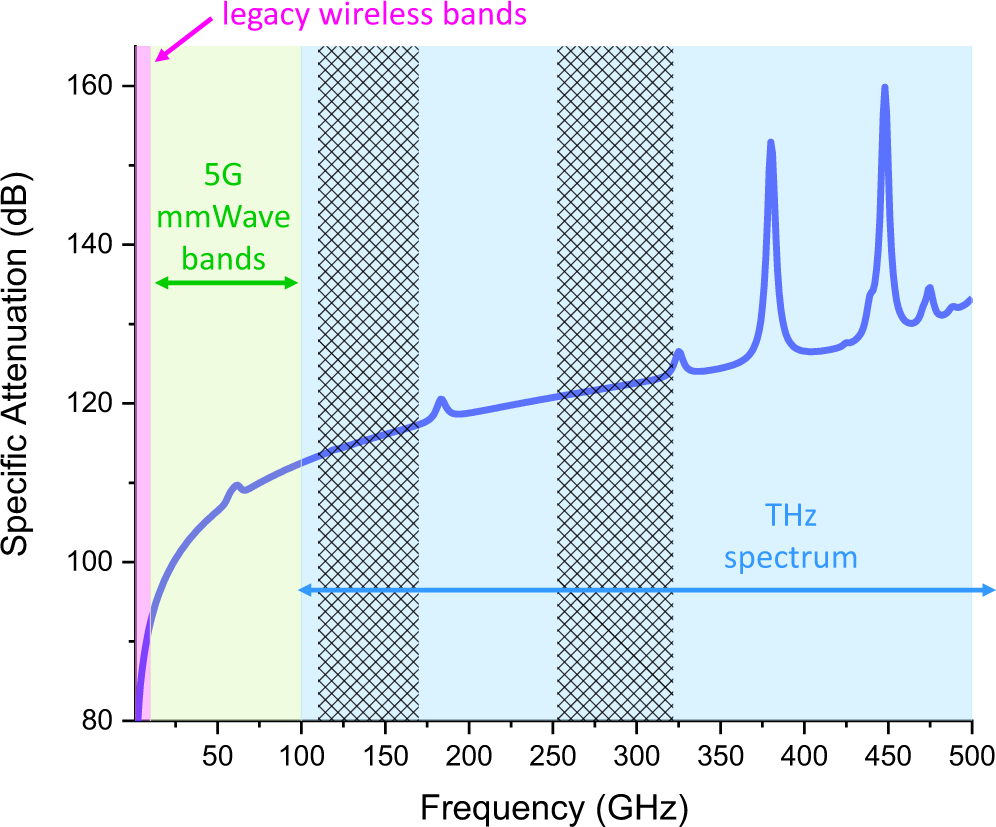 legacy wireless bands
160
140
120
100
80
Specific Attenuation (dB)
5G
mmWave
bands
THz
spectrum
50
100
150
200
250
300
350
400
450
500
Frequency (GHz)